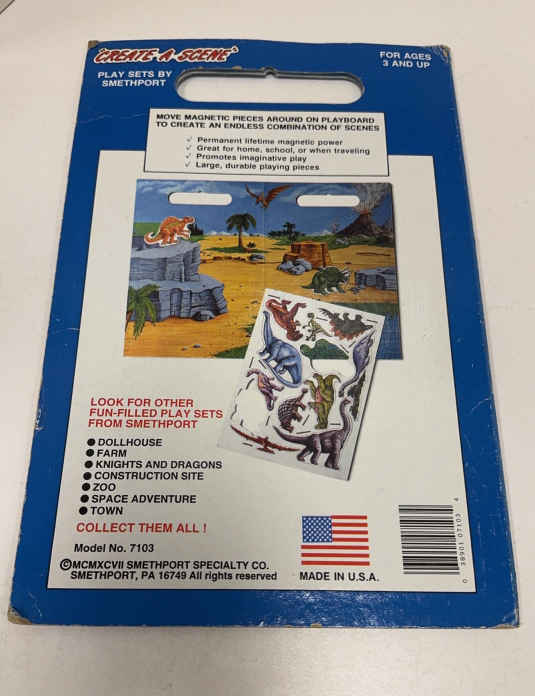 "CREATE-A-SCENE"
PLAY SETS BY
SMETHPORT
FOR AGES
3 AND UP
MOVE MAGNETIC PIECES AROUND ON PLAYBOARD
TO CREATE AN ENDLESS COMBINATION OF SCENES
✓ Permanent lifetime magnetic power
✓ Great for home, school, or when traveling
✓ Promotes imaginative play
✓ Large, durable playing pieces
LOOK FOR OTHER
FUN-FILLED PLAY SETS
FROM SMETHPORT
● DOLLHOUSE
● FARM
● KNIGHTS AND DRAGONS
● CONSTRUCTION SITE
● ZOO
● SPACE ADVENTURE
● TOWN
COLLECT THEM ALL !
Model No. 7103
©MCMXCVII SMETHPORT SPECIALTY CO.
SMETHPORT, PA 16749 All rights reserved
MADE IN U.S.A.
0 38901 07103 4